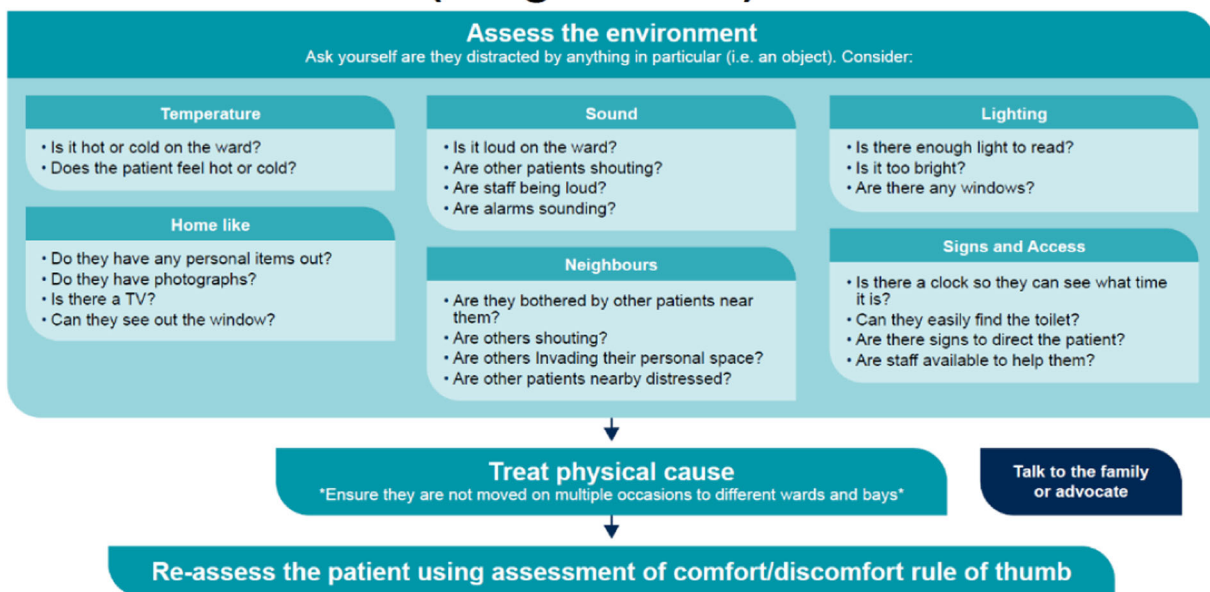 Assess the environment
Ask yourself are they distracted by anything in particular (i.e. an object). Consider:
Temperature
• Is it hot or cold on the ward?
• Does the patient feel hot or cold?
Home like
• Do they have any personal items out?
• Do they have photographs?
• Is there a TV?
• Can they see out the window?
Sound
• Is it loud on the ward?
• Are other patients shouting?
• Are staff being loud?
• Are alarms sounding?
Neighbours
• Are they bothered by other patients near
them?
• Are others shouting?
• Are others Invading their personal space?
• Are other patients nearby distressed?
Lighting
• Is there enough light to read?
• Is it too bright?
• Are there any windows?
Signs and Access
• Is there a clock so they can see what time
it is?
• Can they easily find the toilet?
• Are there signs to direct the patient?
• Are staff available to help them?
Treat physical cause
*Ensure they are not moved on multiple occasions to different wards and bays*
Talk to the family
or advocate
Re-assess the patient using assessment of comfort/discomfort rule of thumb